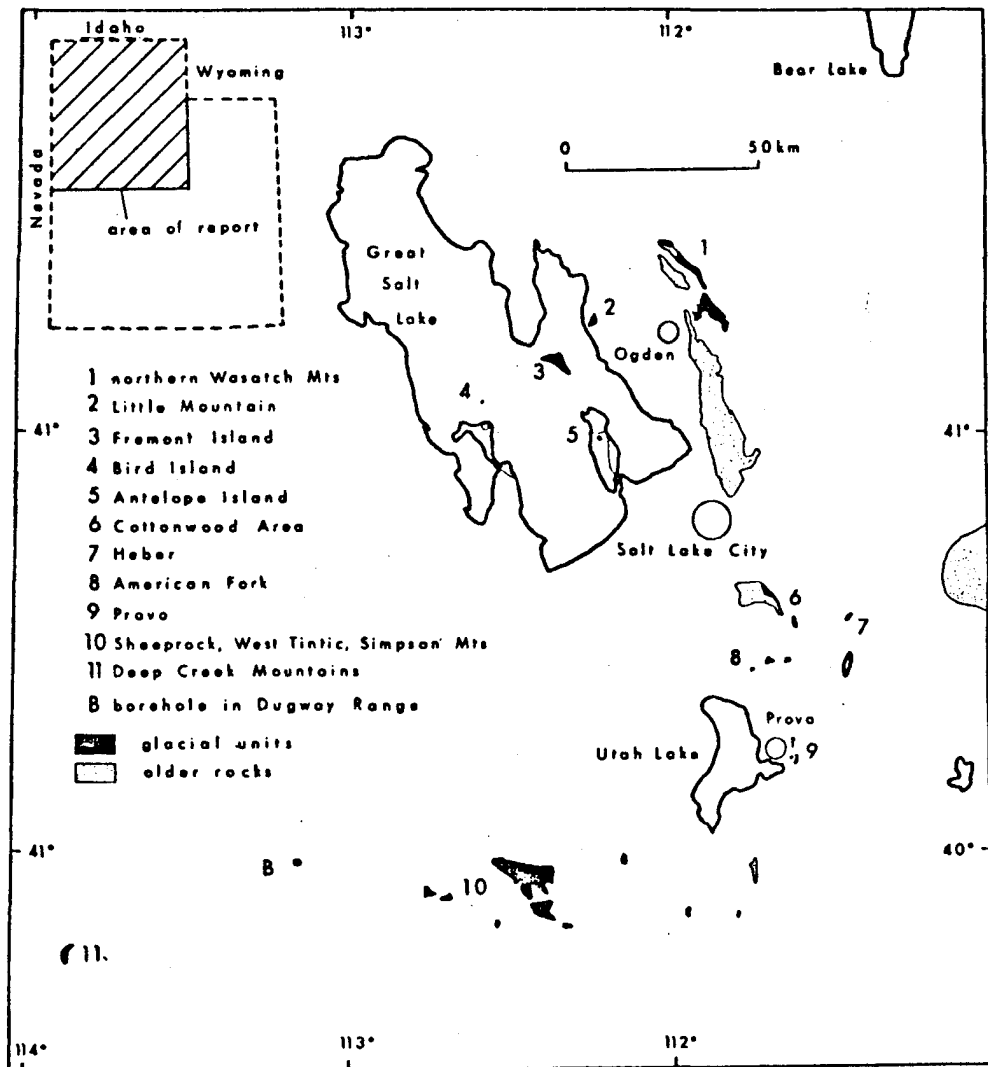 Idaho
Wyoming
Nevada
area of report
113°
112°
Bear Lake
0 50km
Great
Salt
Lake
1
2
Ogden
3
4
5
41°
41°
1 northern Wasatch Mts
2 Little Mountain
3 Fremont Island
4 Bird Island
5 Antelope Island
6 Cottonwood Area
7 Heber
8 American Fork
9 Provo
10 Sheeprock, West Tintic, Simpson Mts
11 Deep Creek Mountains
B borehole in Dugway Range
glacial units
older rocks
Salt Lake City
6
7
8
Provo
9
Utah Lake
41°
40°
B
10
11
114°
113°
112°